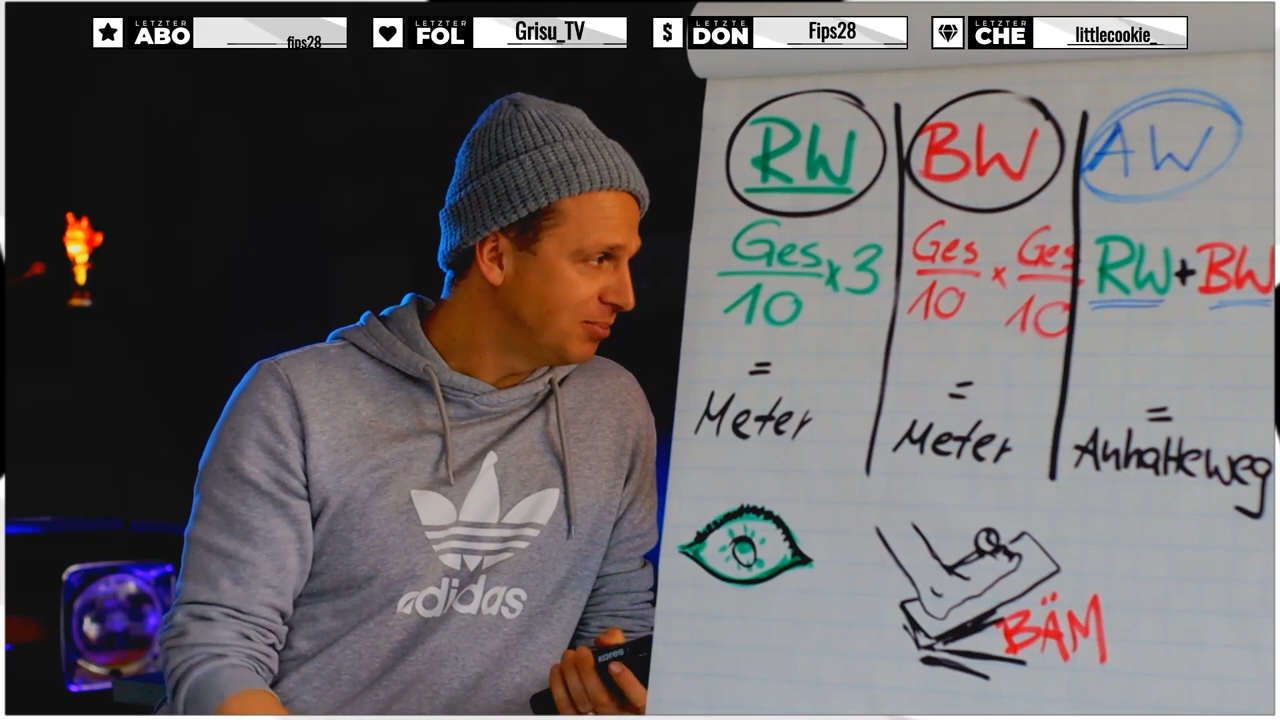 LETZTER ABO fips28
LETZTER FOL Grisu_TV
LETZTE DON Fips28
LETZTER CHE littlecookie_
RW
Ges/10 x3
=
Meter
BW
Ges/10 x Ges/10
=
Meter
AW
RW+BW
=
Anhalteweg
BÄM
adidas